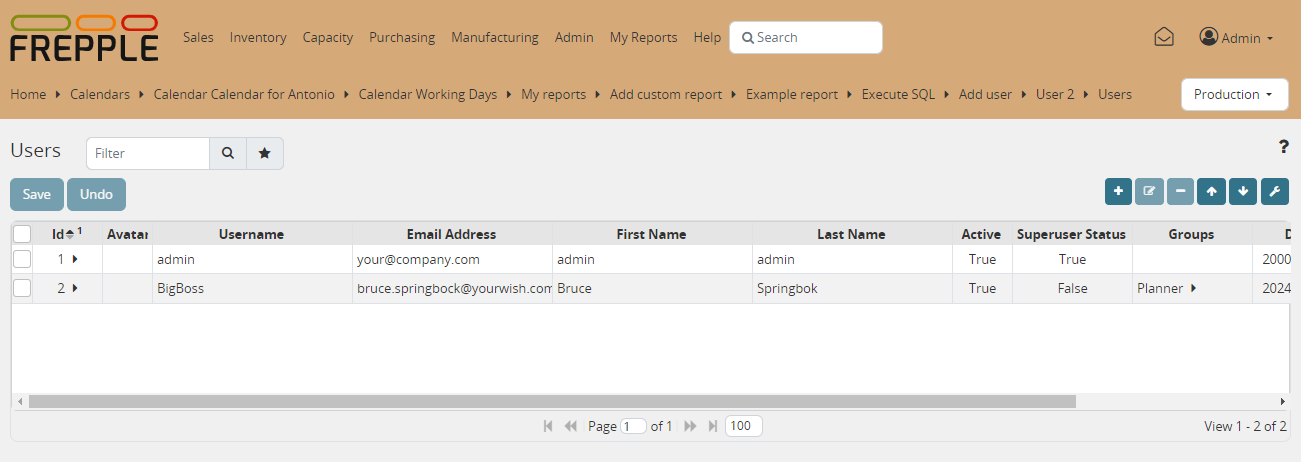 FREPPLE Sales Inventory Capacity Purchasing Manufacturing Admin My Reports Help Search Admin
Home Calendars Calendar Calendar for Antonio Calendar Working Days My reports Add custom report Example report Execute SQL Add user User 2 Users Production
Users Filter ?
Save Undo
Id 1 Avatar Username Email Address First Name Last Name Active Superuser Status Groups D
1 admin your@company.com admin admin True True 2000
2 BigBoss bruce.springbock@yourwish.com Bruce Springbok True False Planner 2024
Page 1 of 1 100 View 1 - 2 of 2